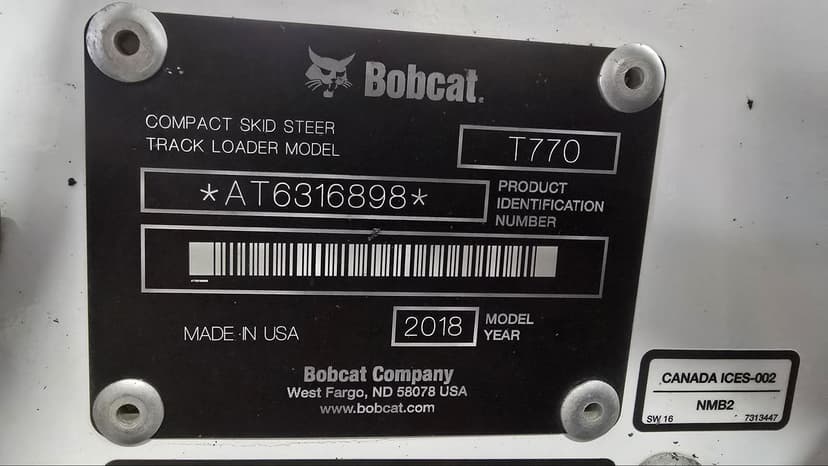 Bobcat.
COMPACT SKID STEER
TRACK LOADER MODEL
T770
*AT6316898*
PRODUCT
IDENTIFICATION
NUMBER
MADE IN USA
2018
MODEL
YEAR
Bobcat Company
West Fargo, ND 58078 USA
www.bobcat.com
CANADA ICES-002
NMB2
SW 16
7313447